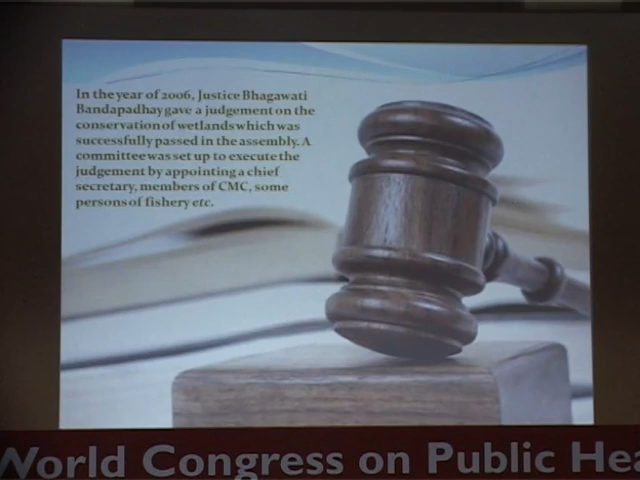 In the year of 2006, Justice Bhagawati
Bandapadhay gave a judgement on the
conservation of wetlands which was
successfully passed in the assembly. A
committee was set up to execute the
judgement by appointing a chief
secretary, members of CMC, some
persons of fishery etc.
World Congress on Public Hea